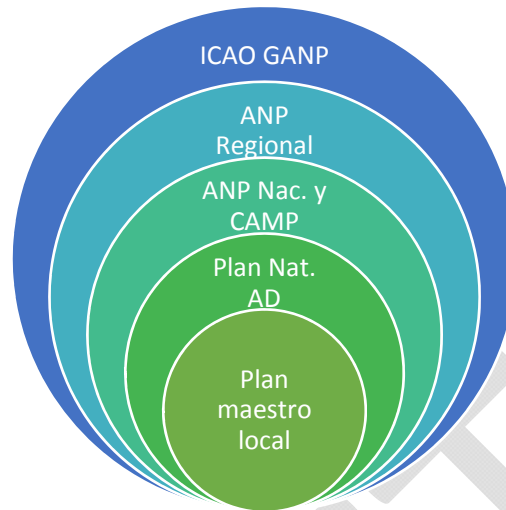 ICAO GANP
ANP
Regional
ANP Nac. y
CAMP
Plan Nat.
AD
Plan
maestro
local